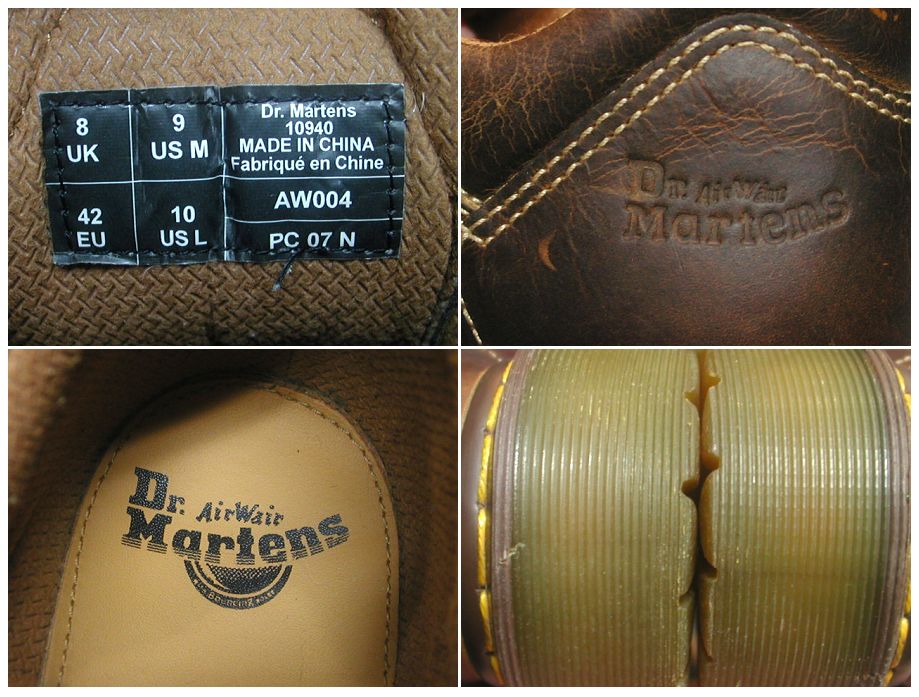 8
UK
9
US M
Dr. Martens
10940
MADE IN CHINA
Fabriqué en Chine
42
EU
10
US L
AW004
PC 07 N
Dr. AirWair
Martens
Dr. AirWair
Martens
BOUNCING